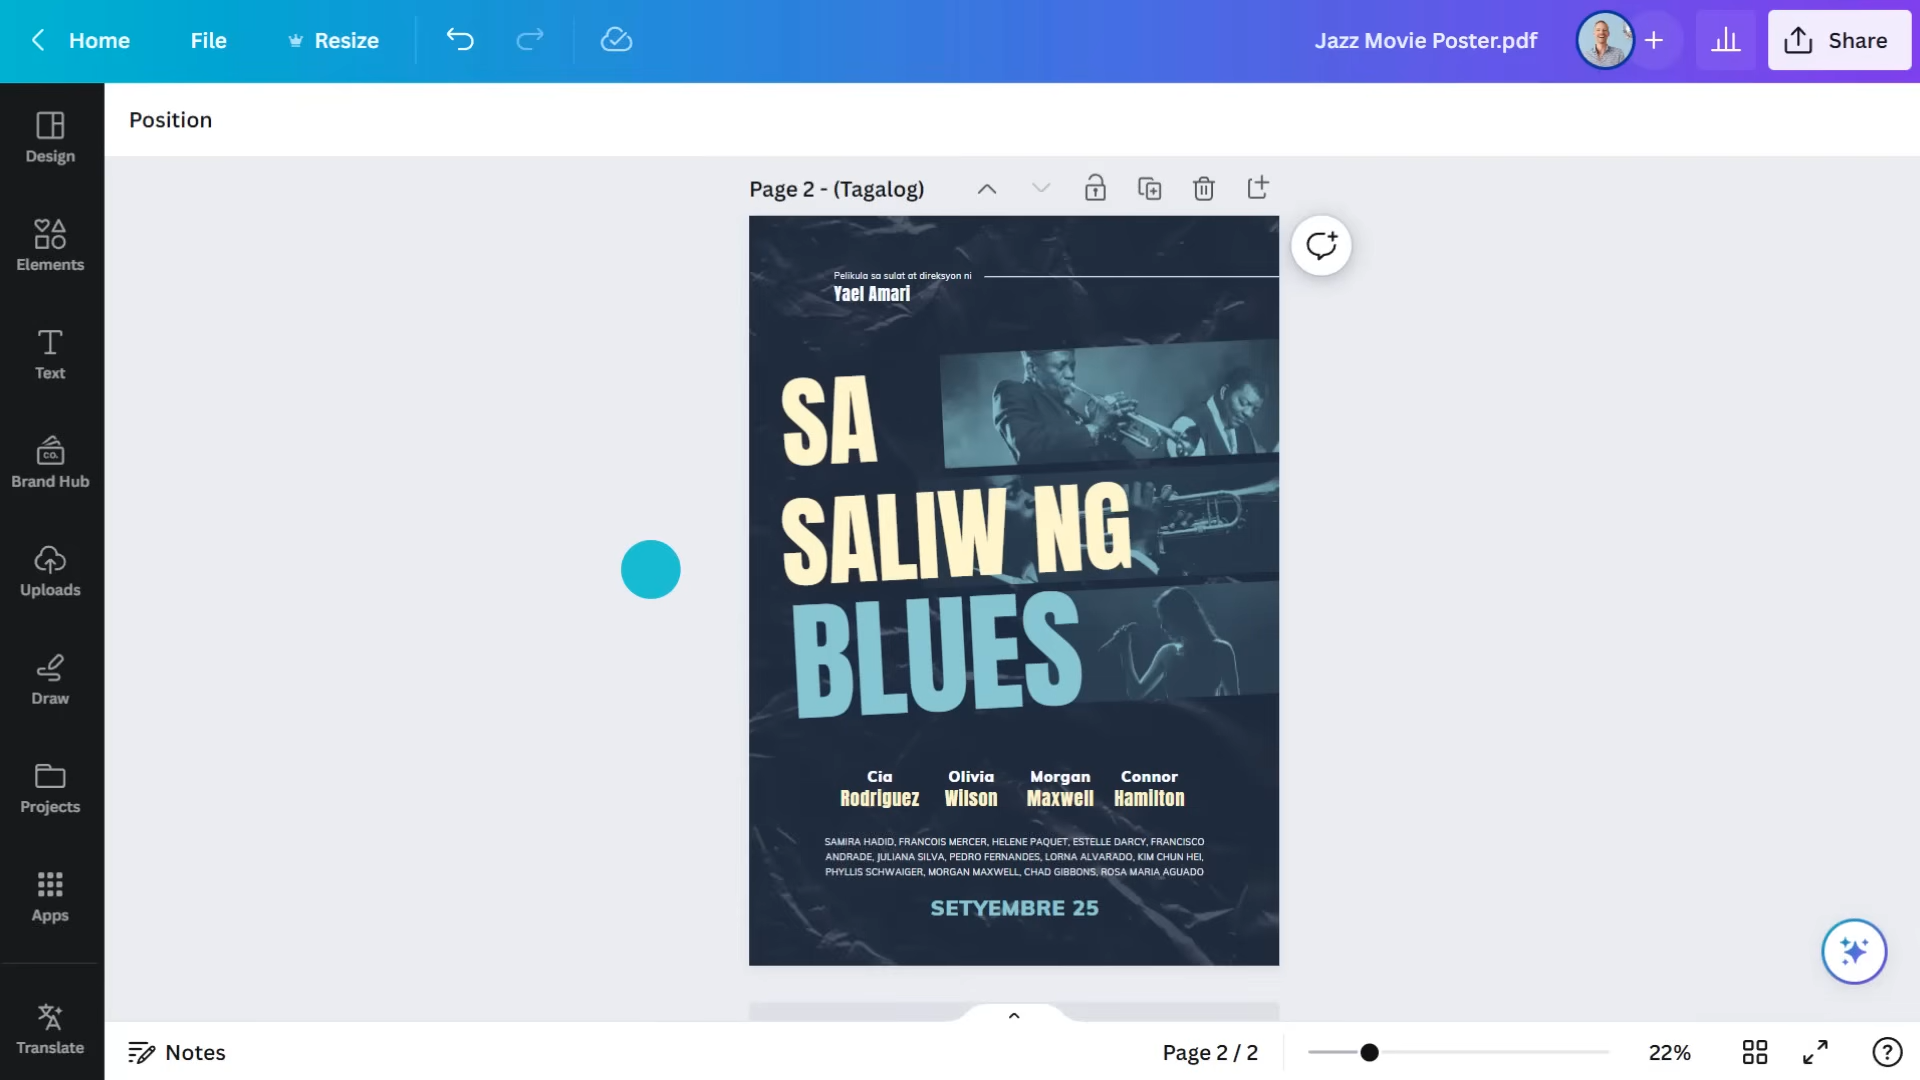 Home
File
Resize
Jazz Movie Poster.pdf
Share
Position
Design
Elements
Text
CO.
Brand Hub
Uploads
Draw
Projects
Apps
Translate
Page 2 - (Tagalog)
Pelikula sa sulat at direksyon ni
Yael Amari
SA
SALIW NG
BLUES
Cia
Rodriguez
Olivia
Wilson
Morgan
Maxwell
Connor
Hamilton
SAMIRA HADID, FRANCOIS MERCER, HELENE PAQUET, ESTELLE DARCY, FRANCISCO
ANDRADE, JULIANA SILVA, PEDRO FERNANDES, LORNA ALVARADO, KIM CHUN HEI,
PHYLLIS SCHWAIGER, MORGAN MAXWELL, CHAD GIBBONS, ROSA MARIA AGUADO
SETYEMBRE 25
Notes
Page 2 / 2
22%